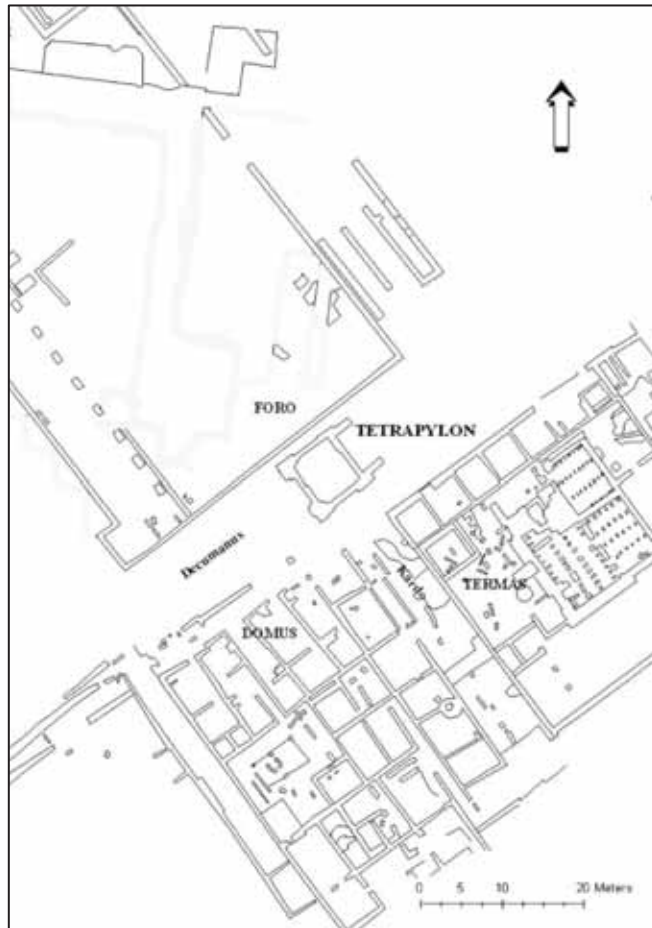 FORO
TETRAPYLON
Decumanus
Kardo
TERMAS
DOMUS
0 5 10 20 Meters